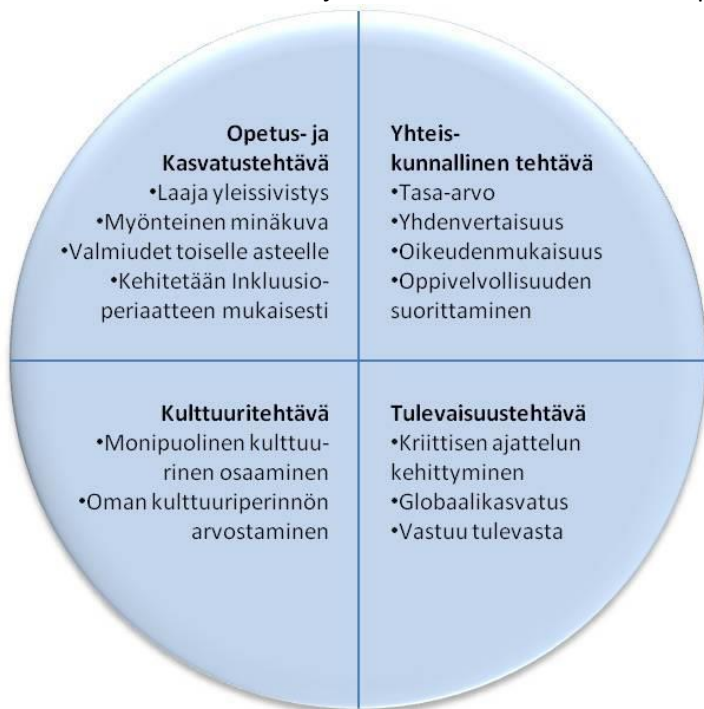 Opetus- ja
Kasvatustehtävä
•Laaja yleissivistys
•Myönteinen minäkuva
•Valmiudet toiselle asteelle
•Kehitetään Inkluusio-
periaatteen mukaisesti
Yhteis-
kunnallinen tehtävä
•Tasa-arvo
•Yhdenvertaisuus
•Oikeudenmukaisuus
•Oppivelvollisuuden
suorittaminen
Kulttuuritehtävä
•Monipuolinen kulttuu-
rinen osaaminen
•Oman kulttuuriperinnön
arvostaminen
Tulevaisuustehtävä
•Kriittisen ajattelun
kehittyminen
•Globaalikasvatus
•Vastuu tulevasta